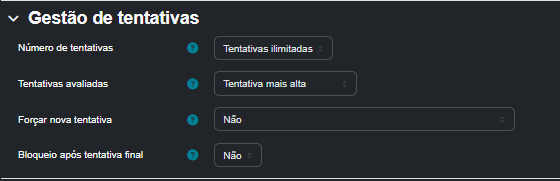 Gestão de tentativas
Número de tentativas ? Tentativas ilimitadas
Tentativas avaliadas ? Tentativa mais alta
Forçar nova tentativa ? Não
Bloqueio após tentativa final ? Não